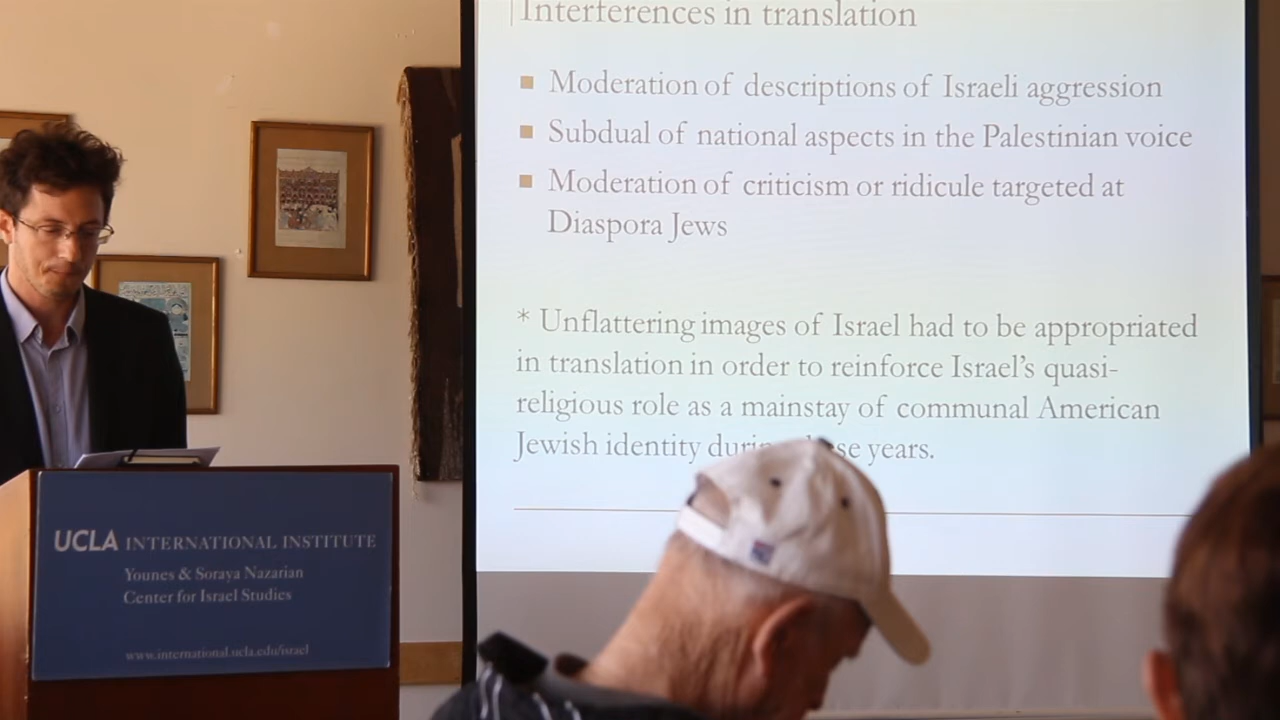 Interferences in translation
■ Moderation of descriptions of Israeli aggression
■ Subdual of national aspects in the Palestinian voice
■ Moderation of criticism or ridicule targeted at
Diaspora Jews
* Unflattering images of Israel had to be appropriated
in translation in order to reinforce Israel's quasi-
religious role as a mainstay of communal American
Jewish identity years.
UCLA INTERNATIONAL INSTITUTE
Younes & Soraya Nazarian
Center for Israel Studies
www.international.ucla.edu/israel